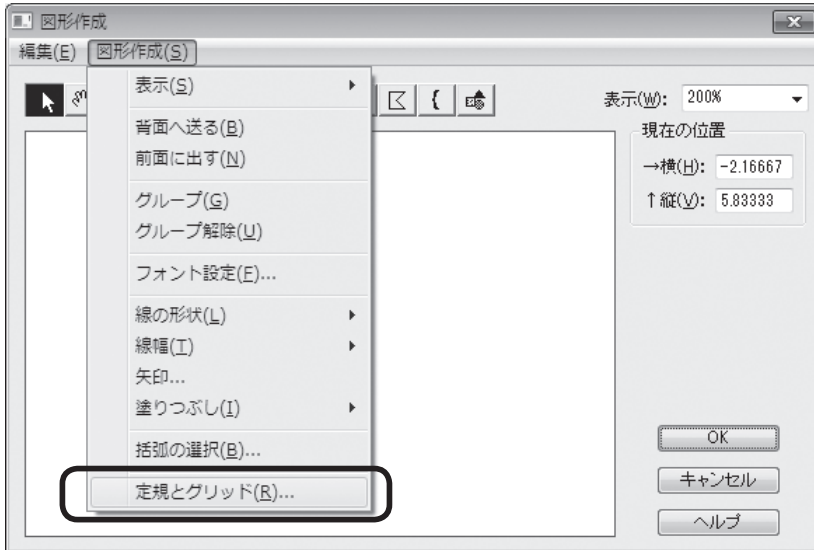 図形作成
編集(E) 図形作成(S)
表示(S)
背面へ送る(B)
前面に出す(N)
グループ(G)
グループ解除(U)
フォント設定(F)...
線の形状(L)
線幅(T)
矢印...
塗りつぶし(I)
括弧の選択(B)...
定規とグリッド(R)...
表示(W): 200%
現在の位置
→横(H): -2.16667
↑縦(V): 5.83333
OK
キャンセル
ヘルプ